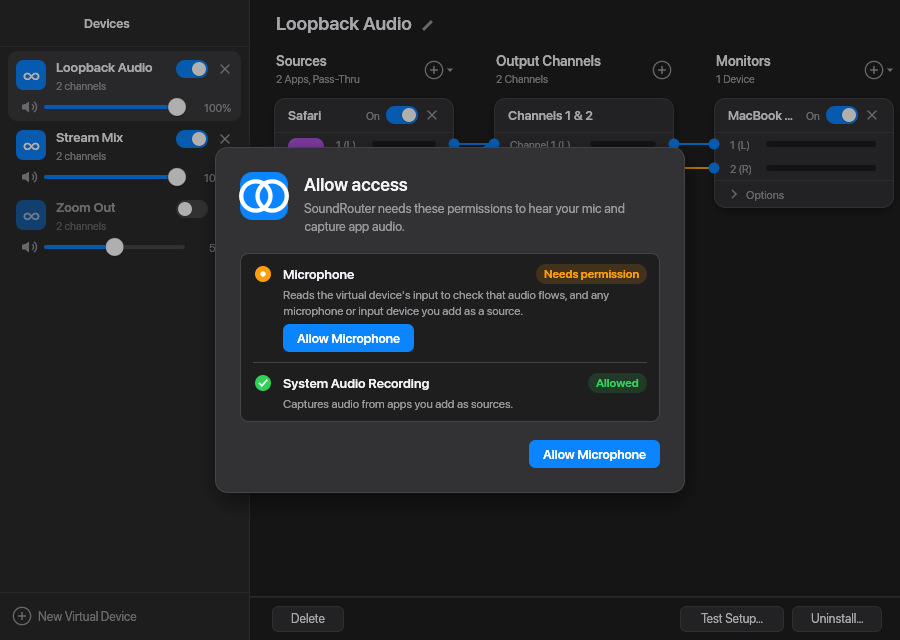 Devices
Loopback Audio
2 channels
100%
Stream Mix
2 channels
Zoom Out
2 channels
New Virtual Device
Loopback Audio
Sources
2 Apps, Pass-Thru
Output Channels
2 Channels
Monitors
1 Device
Safari
On
Channels 1 & 2
MacBook ...
On
1 (L)
Channel 1 (L)
1 (L)
2 (R)
Options
Allow access
SoundRouter needs these permissions to hear your mic and
capture app audio.
Microphone
Needs permission
Reads the virtual device's input to check that audio flows, and any
microphone or input device you add as a source.
Allow Microphone
System Audio Recording
Allowed
Captures audio from apps you add as sources.
Allow Microphone
Delete
Test Setup...
Uninstall...